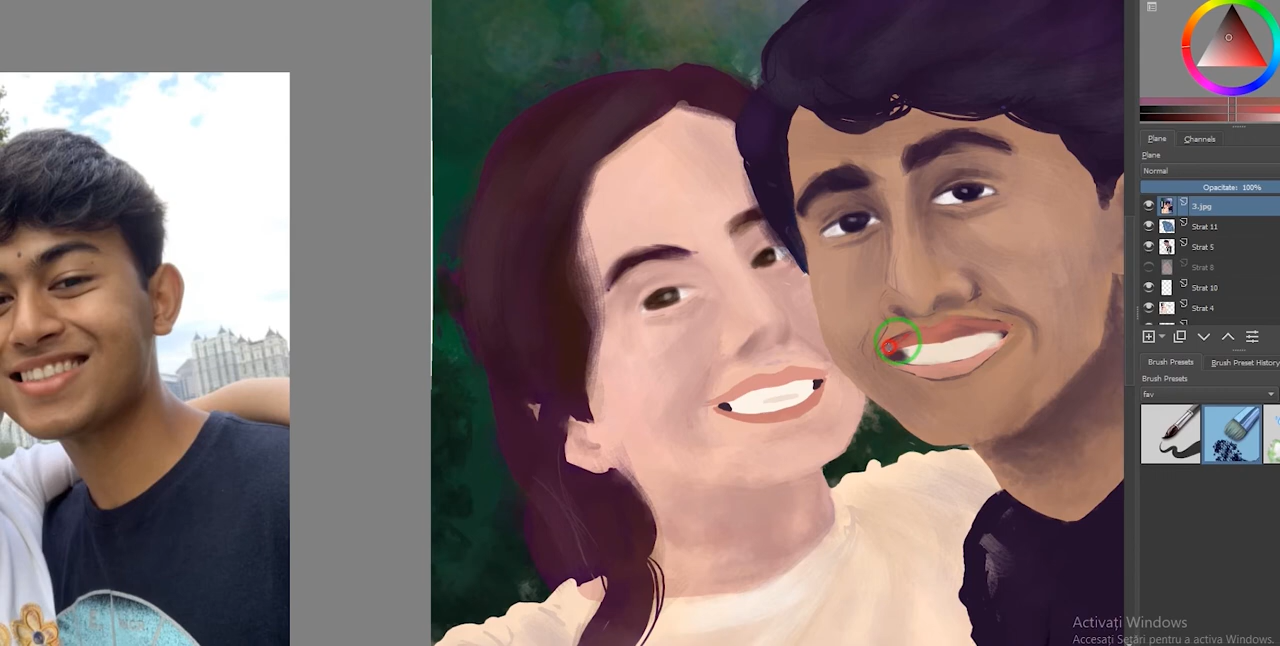 Plane
Channels
Plane
Normal
Opacitate: 100%
3.jpg
Strat 11
Strat 5
Strat 8
Strat 10
Strat 4
Brush Presets
Brush Preset History
Brush Presets
fav
Activați Windows
Accesați Setări pentru a activa Windows.